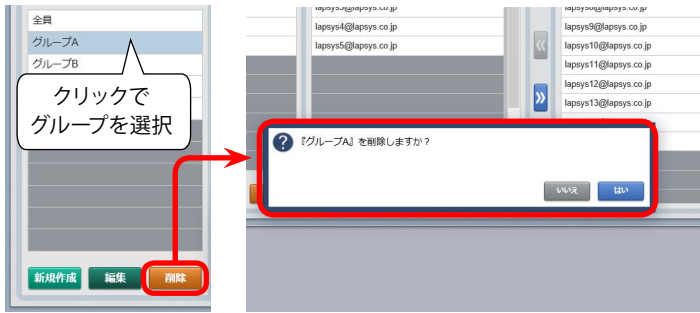 全員
グループA
グループB
クリックで
グループを選択
新規作成
編集
削除
lapsys4@lapsys.co.jp
lapsys5@lapsys.co.jp
lapsys9@lapsys.co.jp
lapsys10@lapsys.co.jp
lapsys11@lapsys.co.jp
lapsys12@lapsys.co.jp
lapsys13@lapsys.co.jp
『グループA』を削除しますか？
いいえ
はい